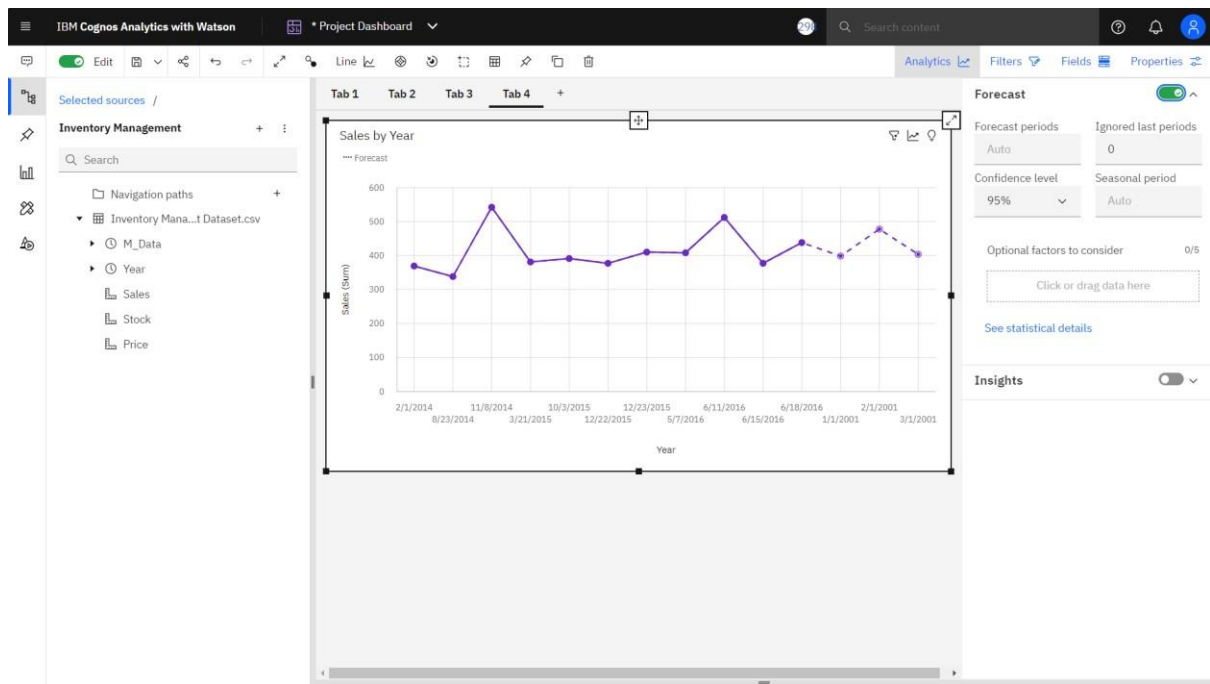 IBM Cognos Analytics with Watson
* Project Dashboard
Search content
Edit
Line
Analytics
Filters
Fields
Properties
Selected sources /
Inventory Management
Search
Navigation paths
Inventory Mana...t Dataset.csv
M_Data
Year
Sales
Stock
Price
Tab 1 Tab 2 Tab 3 Tab 4
Sales by Year
Forecast
600
500
400
300
200
100
0
Sales (Sum)
2/1/2014 11/8/2014 10/3/2015 12/23/2015 6/11/2016 6/18/2016 2/1/2001
8/23/2014 3/21/2015 12/22/2015 5/7/2016 6/15/2016 1/1/2001 3/1/2001
Year
Forecast
Forecast periods Ignored last periods
Auto 0
Confidence level Seasonal period
95% Auto
Optional factors to consider 0/5
Click or drag data here
See statistical details
Insights